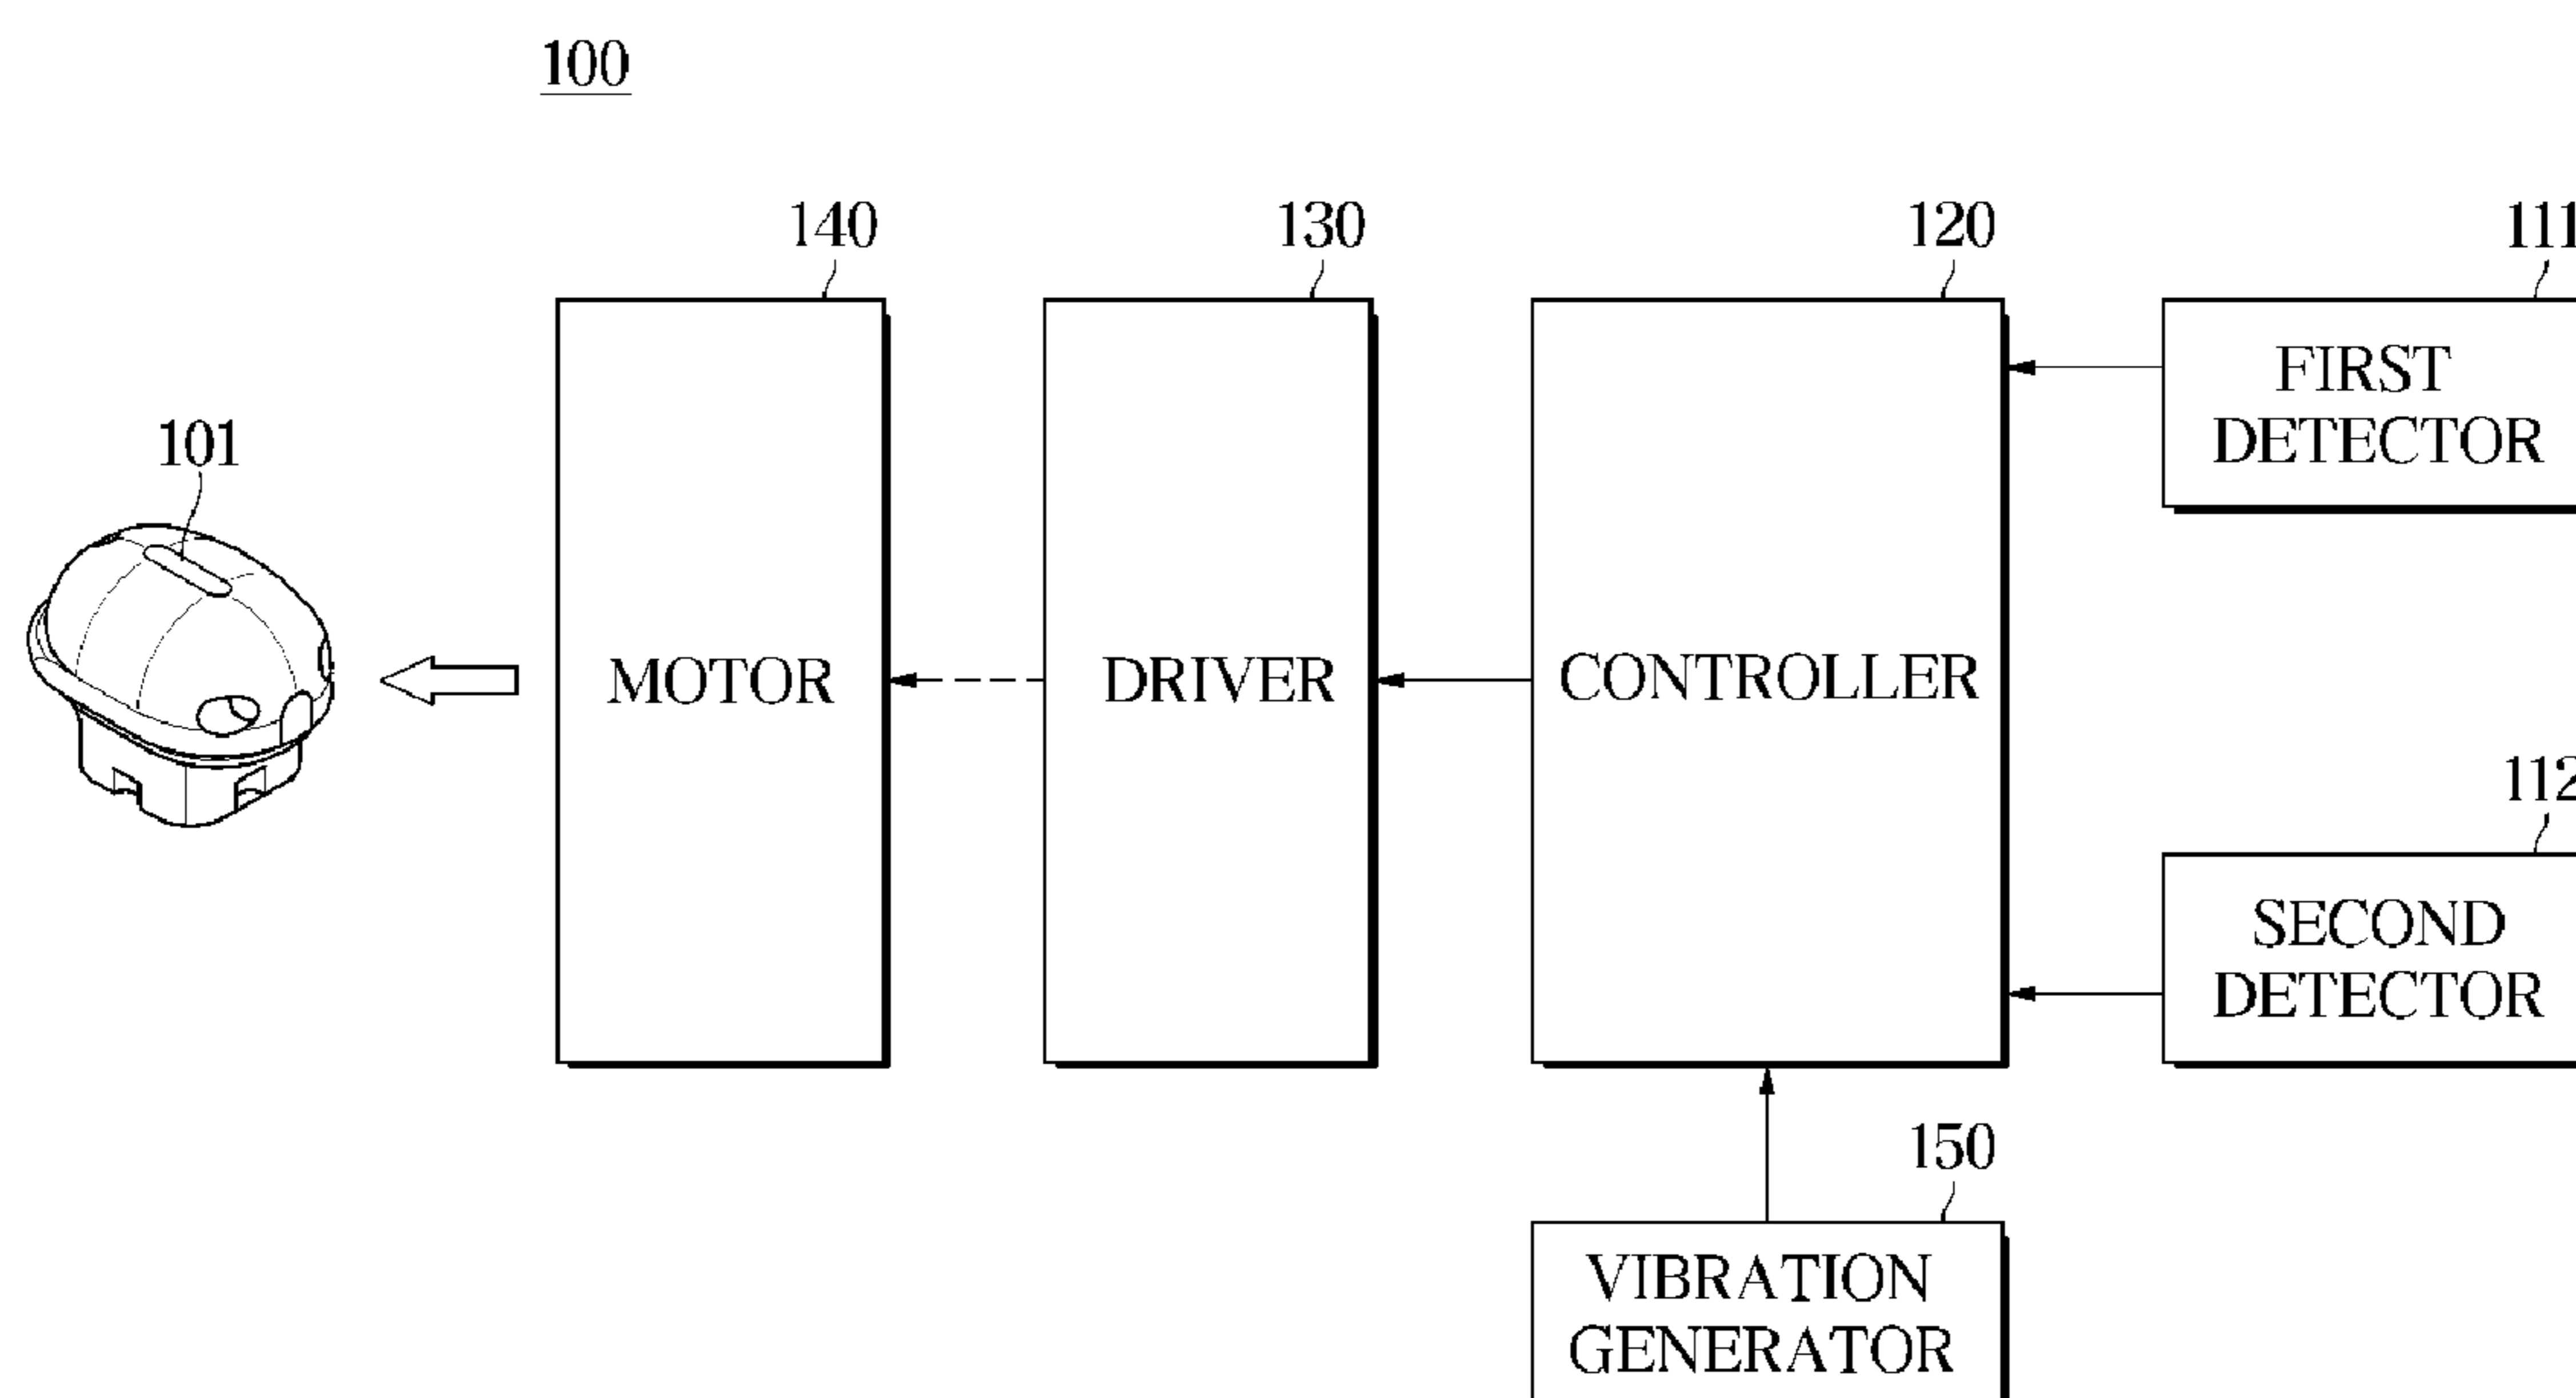 100
140
130
120
111
101
FIRST
DETECTOR
MOTOR
DRIVER
CONTROLLER
112
SECOND
DETECTOR
150
VIBRATION
GENERATOR